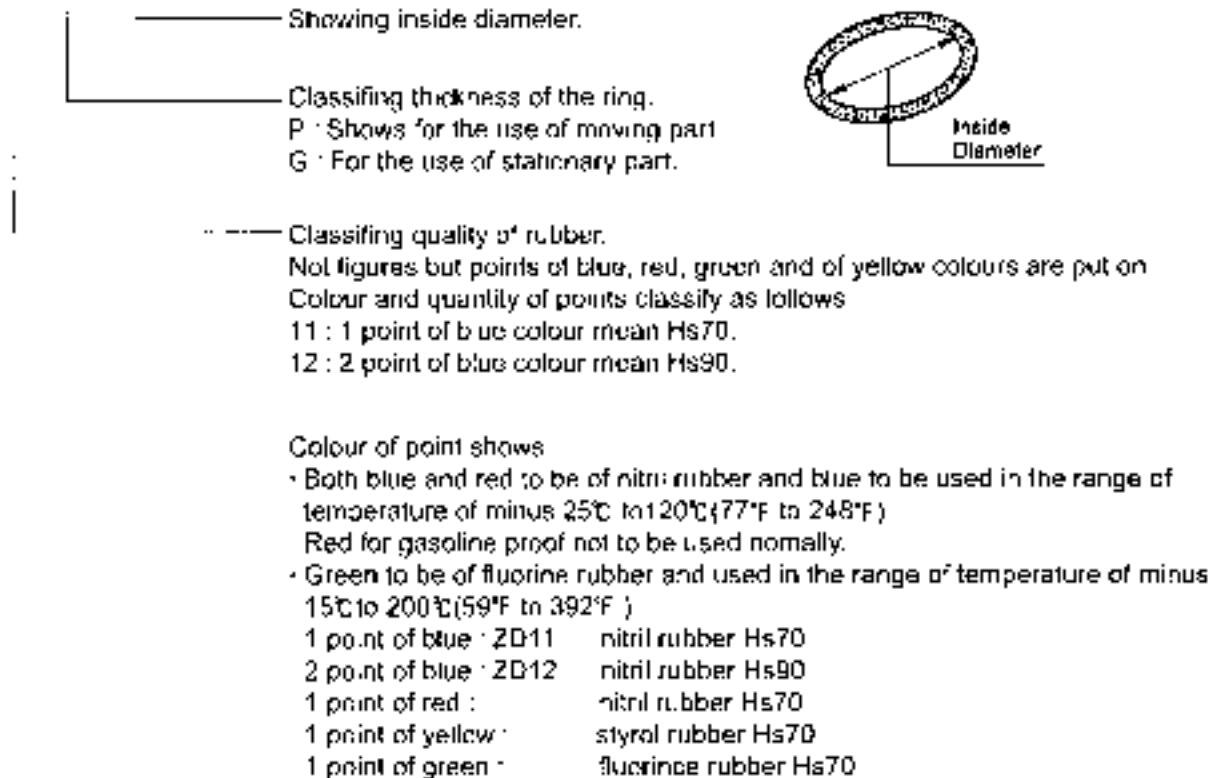 Showing inside diameter.
Classifing thickness of the ring.
P : Shows for the use of moving part
G : For the use of stationary part.
Inside
Diameter
Classifing quality of rubber.
Not figures but points of blue, red, green and of yellow colours are put on
Colour and quantity of points classify as follows
11 : 1 point of blue colour mean Hs70.
12 : 2 point of blue colour mean Hs90.
Colour of point shows
· Both blue and red to be of nitril rubber and blue to be used in the range of
temperature of minus 25℃ to 120℃(77°F to 248°F)
Red for gasoline proof not to be used nomally.
· Green to be of fluorine rubber and used in the range of temperature of minus
15℃ to 200℃(59°F to 392°F )
1 point of blue : ZD11 nitril rubber Hs70
2 point of blue : ZD12 nitril rubber Hs90
1 point of red : nitril rubber Hs70
1 point of yellow : styrol rubber Hs70
1 point of green : fluorince rubber Hs70